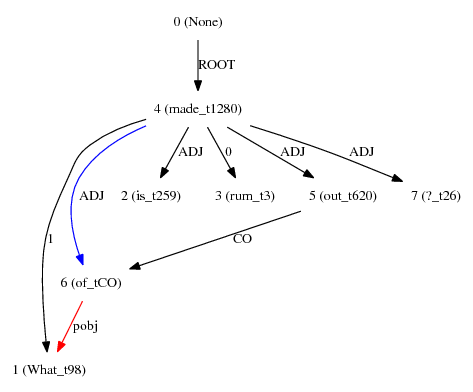 0 (None)
ROOT
4 (made_t1280)
ADJ 0 ADJ ADJ
ADJ 2 (is_t259) 3 (rum_t3) 5 (out_t620) 7 (?_t26)
1 CO
6 (of_tCO)
pobj
1 (What_t98)